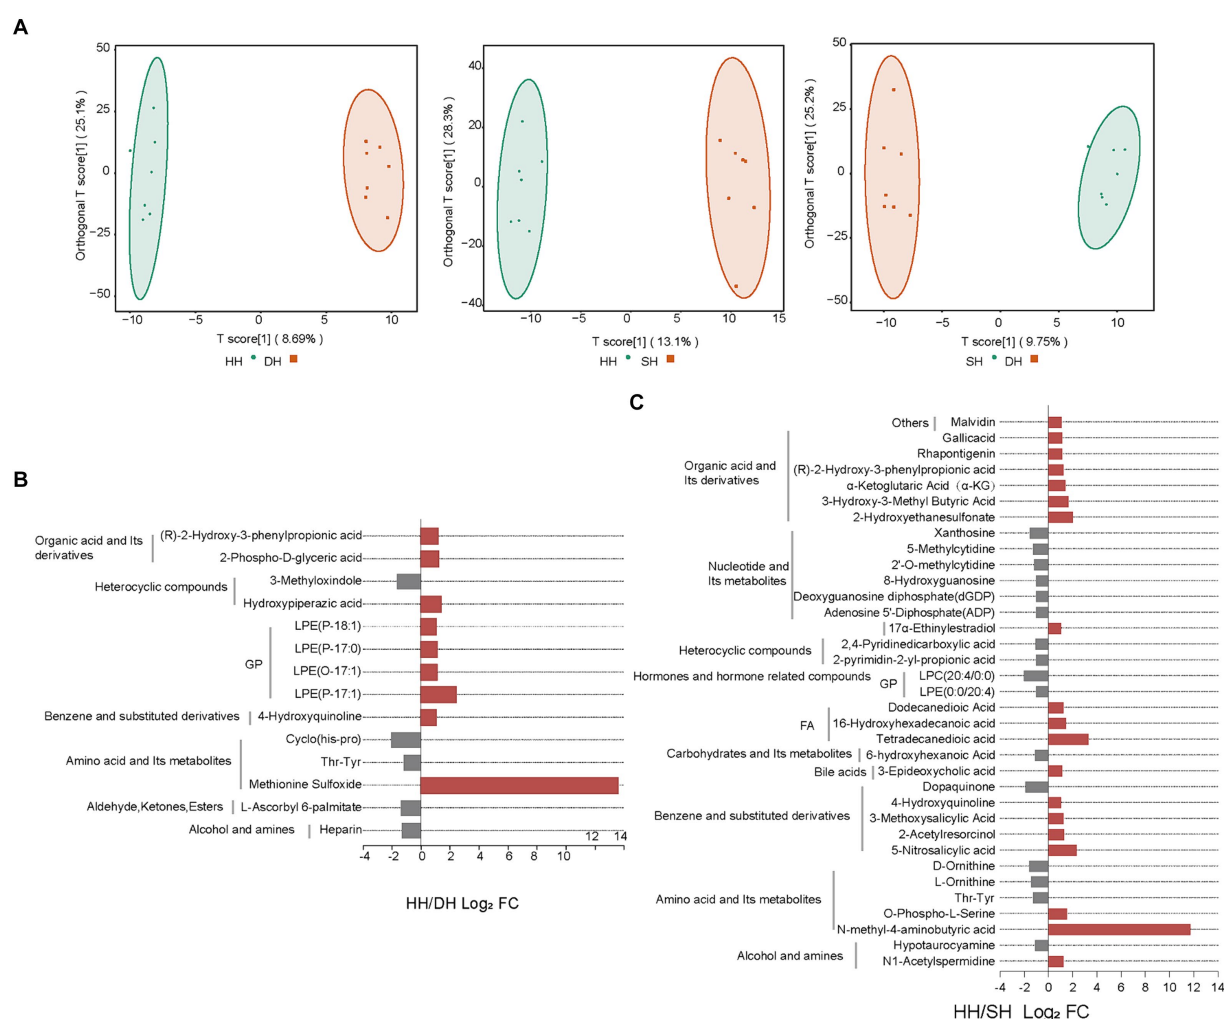 A
50
25
0
−25
−50
Orthogonal T score[1] ( 25.1% )
−10
−5
0
5
10
T score[1] ( 8.69% )
HH
DH
40
20
0
−20
−40
Orthogonal T score[1] ( 28.3% )
−10
−5
0
5
10
15
T score[1] ( 13.1% )
HH
SH
50
25
0
−25
−50
Orthogonal T score[1] ( 25.2% )
−10
−5
0
5
10
T score[1] ( 9.75% )
SH
DH
B
Organic acid and Its
derivatives
(R)-2-Hydroxy-3-phenylpropionic acid
2-Phospho-D-glyceric acid
Heterocyclic compounds
3-Methyloxindole
Hydroxypiperazic acid
GP
LPE(P-18:1)
LPE(P-17:0)
LPE(O-17:1)
LPE(P-17:1)
Benzene and substituted derivatives
4-Hydroxyquinoline
Amino acid and Its metabolites
Cyclo(his-pro)
Thr-Tyr
Methionine Sulfoxide
Aldehyde,Ketones,Esters
L-Ascorbyl 6-palmitate
Alcohol and amines
Heparin
-4 -2 0 2 4 6 8 10 12 14
HH/DH Log₂ FC
C
Others
Malvidin
Organic acid and
Its derivatives
Gallicacid
Rhapontigenin
(R)-2-Hydroxy-3-phenylpropionic acid
α-Ketoglutaric Acid（α-KG）
3-Hydroxy-3-Methyl Butyric Acid
2-Hydroxyethanesulfonate
Nucleotide and
Its metabolites
Xanthosine
5-Methylcytidine
2'-O-methylcytidine
8-Hydroxyguanosine
Deoxyguanosine diphosphate(dGDP)
Adenosine 5'-Diphosphate(ADP)
17α-Ethinylestradiol
Heterocyclic compounds
2,4-Pyridinedicarboxylic acid
2-pyrimidin-2-yl-propionic acid
Hormones and hormone related compounds
GP
LPC(20:4/0:0)
LPE(0:0/20:4)
FA
Dodecanedioic Acid
16-Hydroxyhexadecanoic Acid
Tetradecanedioic acid
Carbohydrates and Its metabolites
6-hydroxyhexanoic Acid
Bile acids
3-Epideoxycholic acid
Benzene and substituted derivatives
Dopaquinone
4-Hydroxyquinoline
3-Methoxysalicylic Acid
2-Acetylresorcinol
5-Nitrosalicylic acid
Amino acid and Its metabolites
D-Ornithine
L-Ornithine
Thr-Tyr
O-Phospho-L-Serine
N-methyl-4-aminobutyric acid
Alcohol and amines
Hypotaurocyamine
N1-Acetylspermidine
-4 -2 0 2 4 6 8 10 12 14
HH/SH Log₂ FC